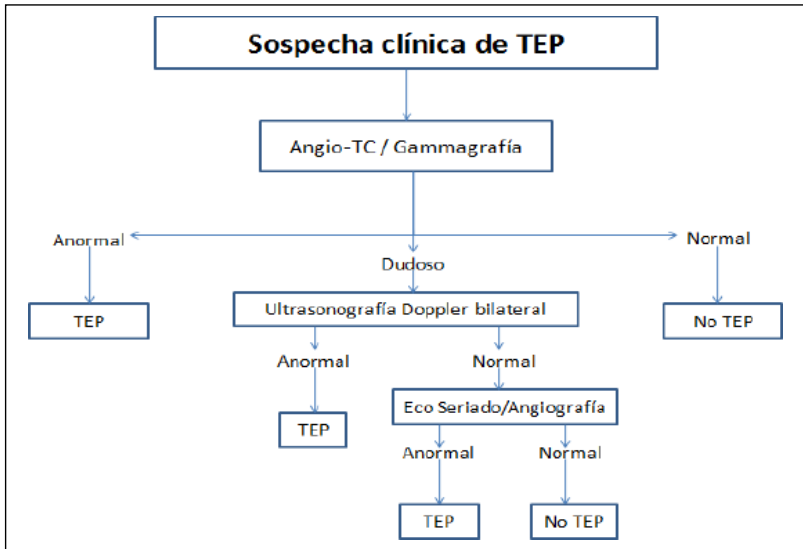 Sospecha clínica de TEP
Angio-TC / Gammagrafía
Anormal
Normal
Dudoso
TEP
Ultrasonografía Doppler bilateral
No TEP
Anormal
Normal
TEP
Eco Seriado/Angiografía
Anormal
Normal
TEP
No TEP